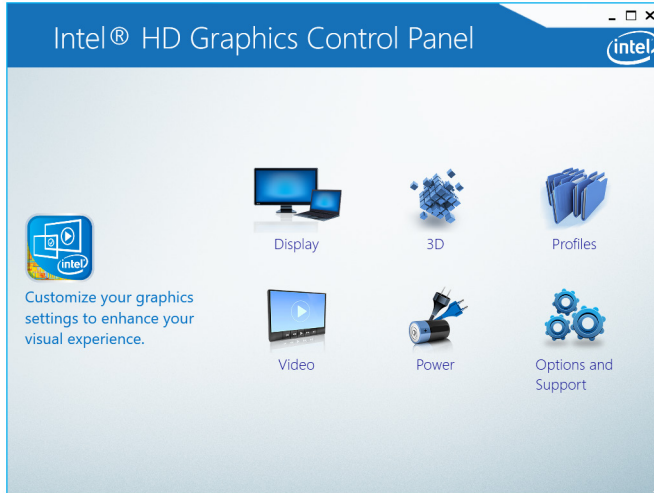 Intel® HD Graphics Control Panel
intel
Display
3D
Profiles
intel
Customize your graphics
settings to enhance your
visual experience.
Video
Power
Options and
Support